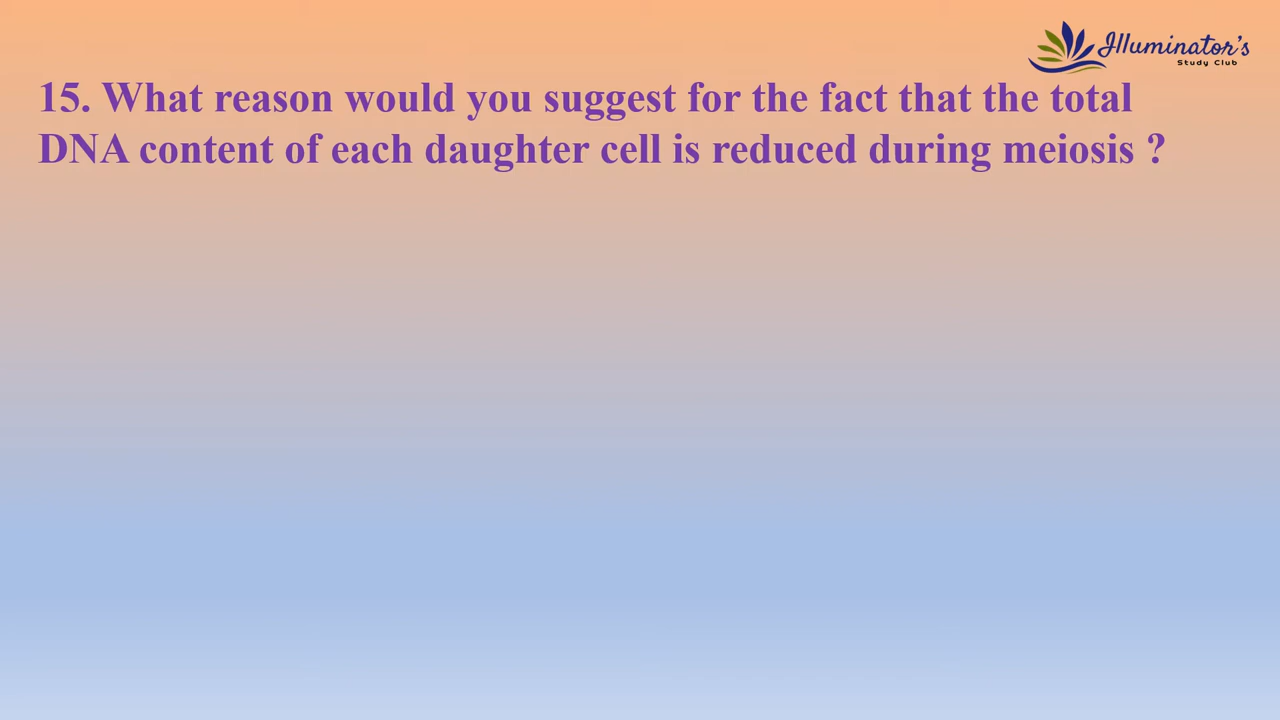 Illuminator's
Study Club
15. What reason would you suggest for the fact that the total
DNA content of each daughter cell is reduced during meiosis ?